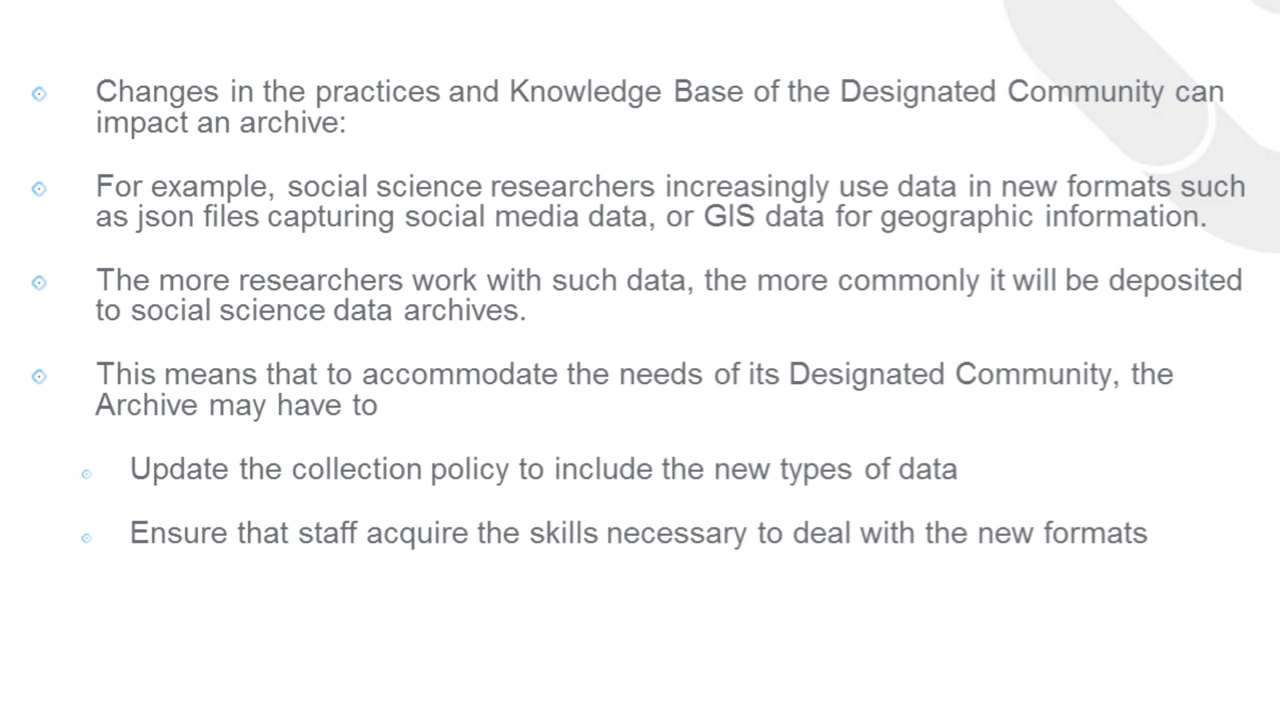 Changes in the practices and Knowledge Base of the Designated Community can
impact an archive:
For example, social science researchers increasingly use data in new formats such
as json files capturing social media data, or GIS data for geographic information.
The more researchers work with such data, the more commonly it will be deposited
to social science data archives.
This means that to accommodate the needs of its Designated Community, the
Archive may have to
Update the collection policy to include the new types of data
Ensure that staff acquire the skills necessary to deal with the new formats